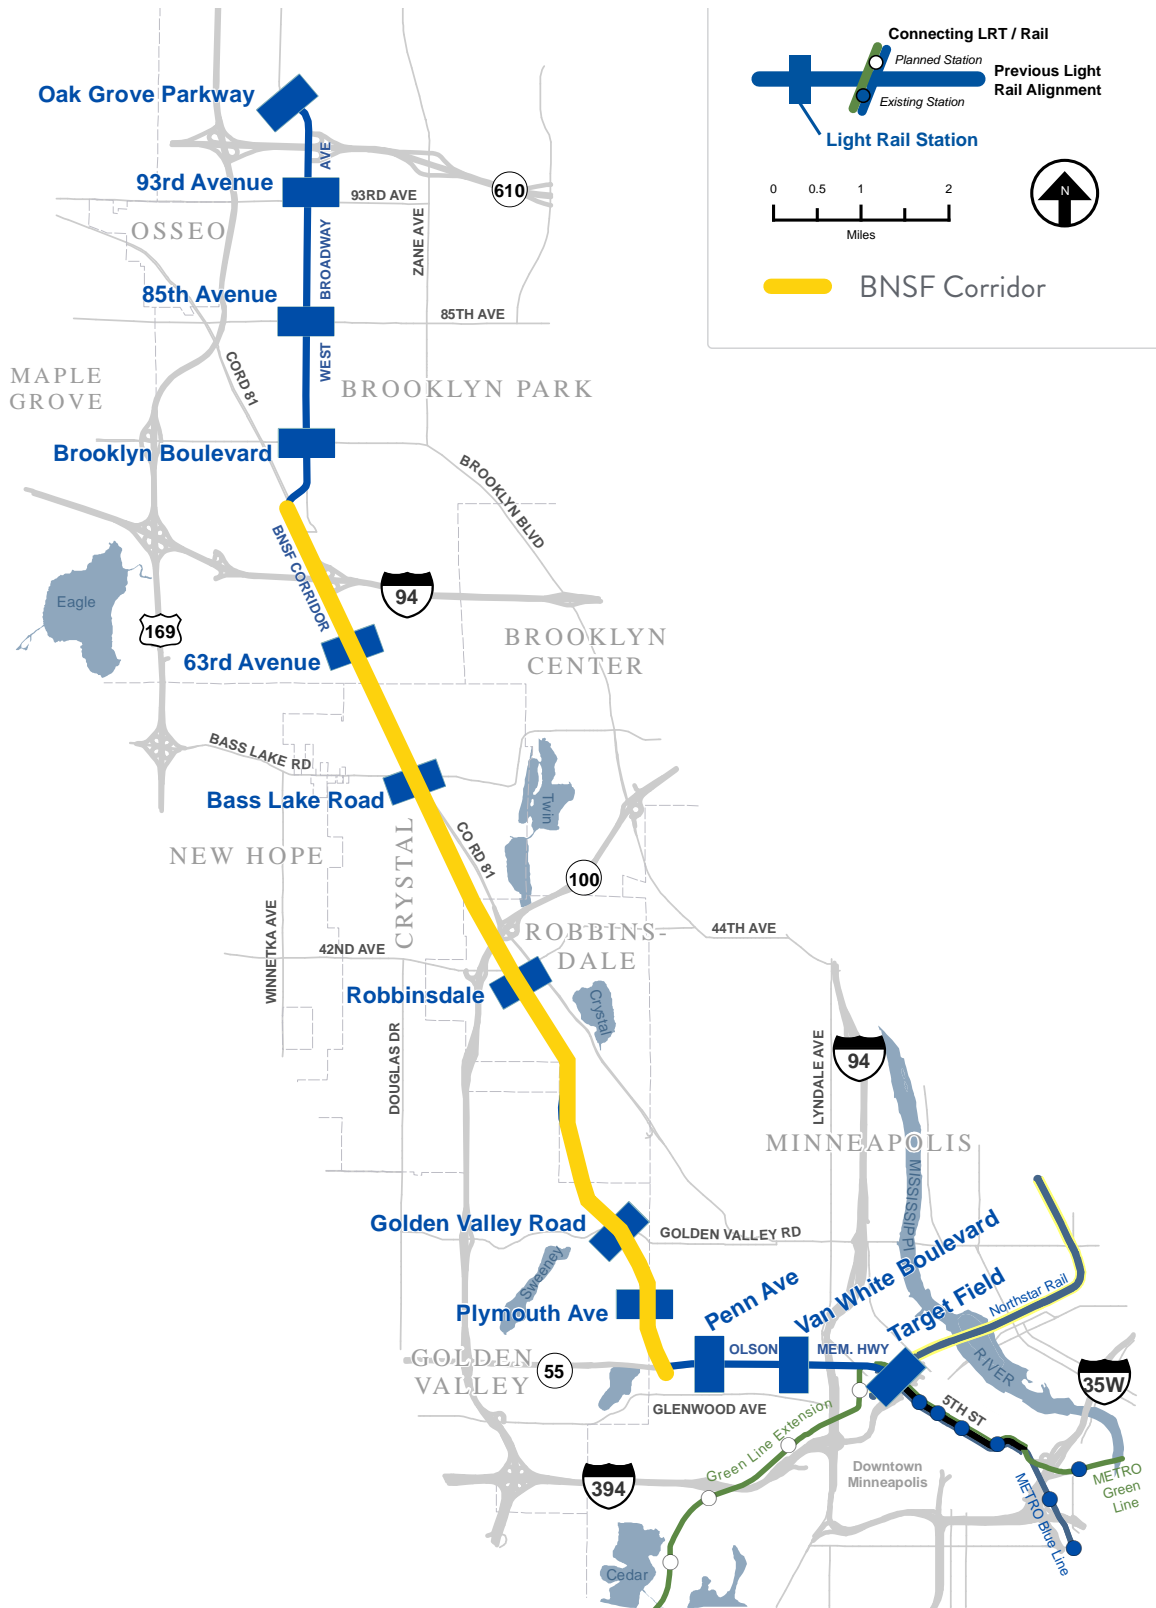 Connecting LRT / Rail
Planned Station
Previous Light
Rail Alignment
Existing Station
Light Rail Station
0 0.5 1 2
Miles
N
BNSF Corridor
Oak Grove Parkway
AVE
93rd Avenue
93RD AVE
610
OSSEO
ZANE AVE
BROADWAY
85th Avenue
85TH AVE
WEST
CORD 81
MAPLE
GROVE
BROOKLYN PARK
Brooklyn Boulevard
BROOKLYN BLVD
BNSF CORRIDOR
94
Eagle
169
BROOKLYN
CENTER
63rd Avenue
BASS LAKE RD
Bass Lake Road
Twin
CO RD 81
NEW HOPE
CRYSTAL
100
WINNETKA AVE
42ND AVE
ROBBINS-
DALE
44TH AVE
Robbinsdale
Crystal
DOUGLAS DR
LYNDALE AVE
94
MINNEAPOLIS
MISSISSIPPI
Golden Valley Road
GOLDEN VALLEY RD
Sweeney
Plymouth Ave
Penn Ave
Van White Boulevard
Target Field
Northstar Rail
RIVER
OLSON
MEM. HWY
GOLDEN
VALLEY
55
35W
GLENWOOD AVE
5TH ST
Green Line Extension
Downtown
Minneapolis
394
METRO
Green
Line
METRO Blue Line
Cedar